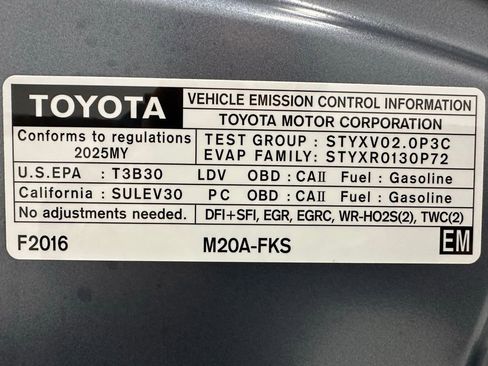 TOYOTA
VEHICLE EMISSION CONTROL INFORMATION
TOYOTA MOTOR CORPORATION
Conforms to regulations
2025MY
TEST GROUP : STYXV02.0P3C
EVAP FAMILY: STYXR0130P72
U.S.EPA : T3B30 LDV OBD : CAII Fuel : Gasoline
California : SULEV30 PC OBD : CAII Fuel : Gasoline
No adjustments needed.
DFI+SFI, EGR, EGRC, WR-HO2S(2), TWC(2)
F2016 M20A-FKS EM